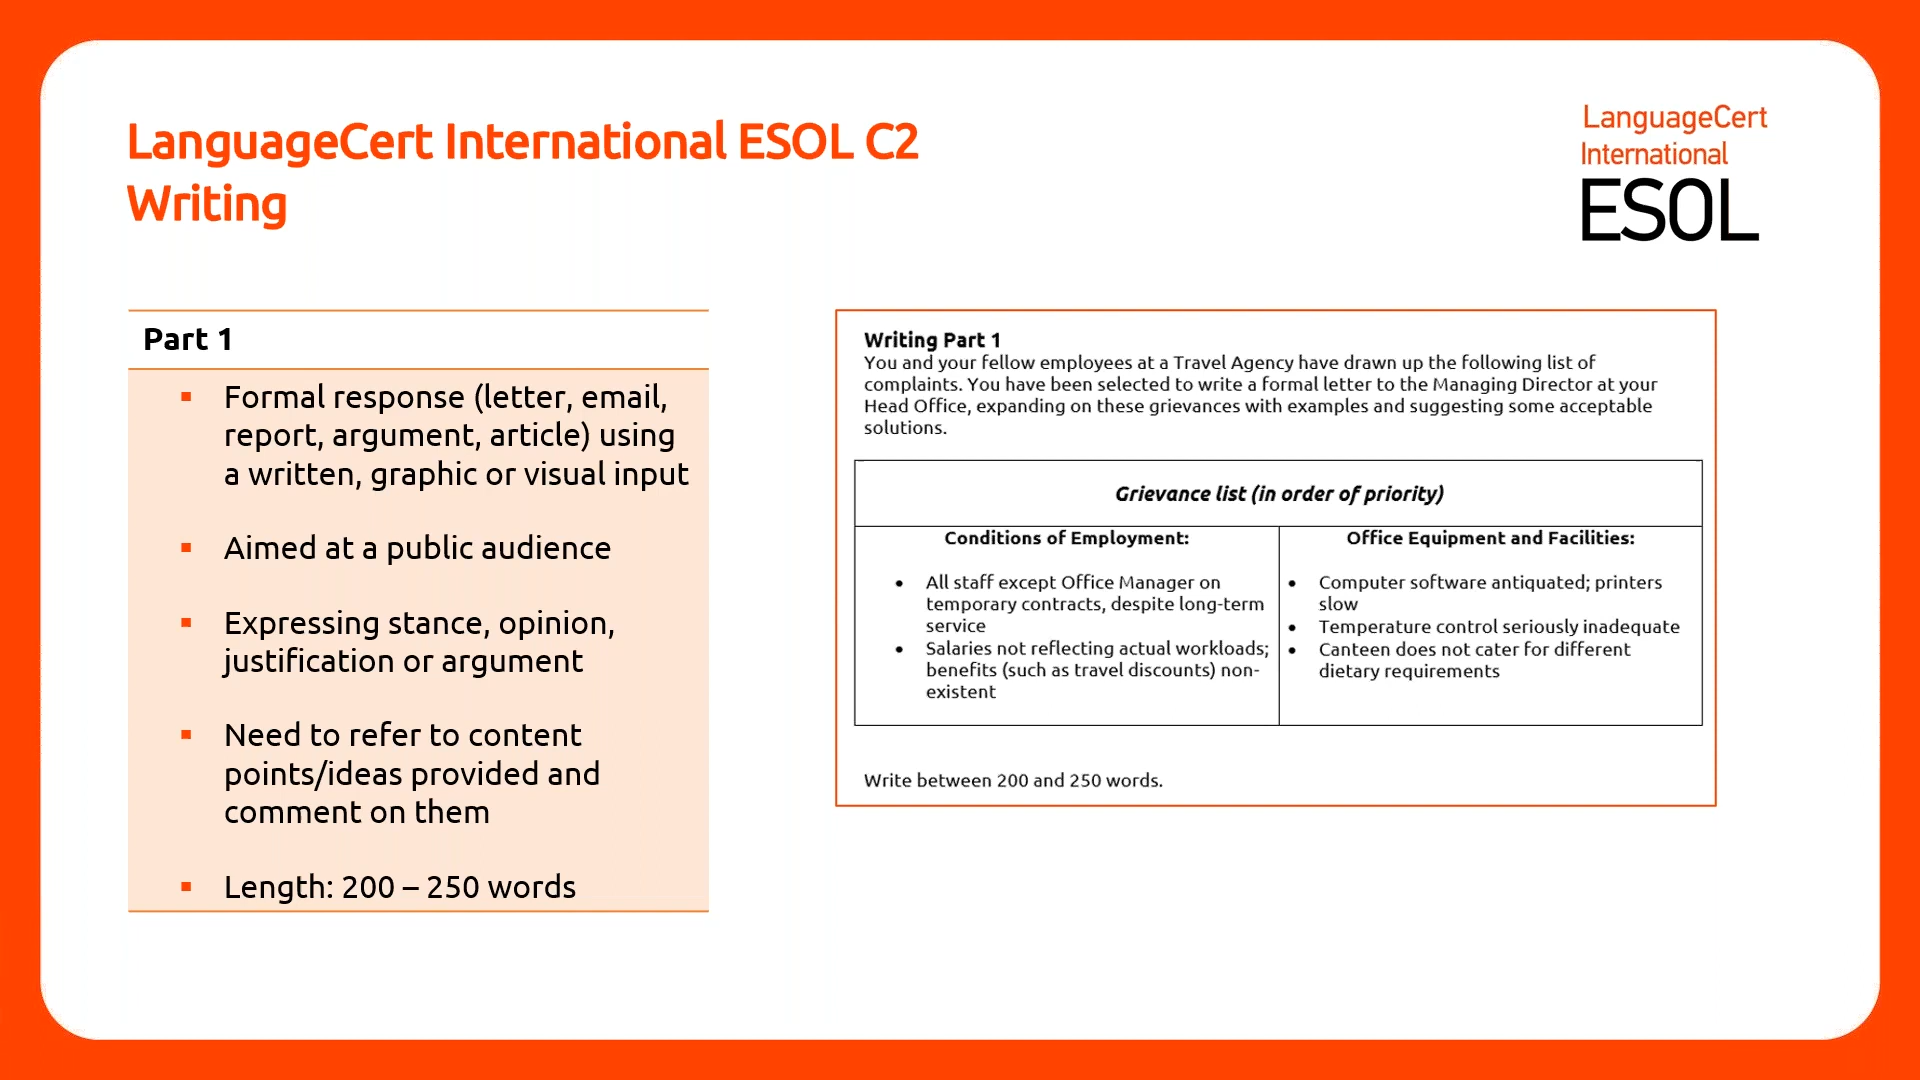 LanguageCert International ESOL C2
Writing
LanguageCert
International
ESOL
Part 1
▪ Formal response (letter, email,
report, argument, article) using
a written, graphic or visual input
▪ Aimed at a public audience
▪ Expressing stance, opinion,
justification or argument
▪ Need to refer to content
points/ideas provided and
comment on them
▪ Length: 200 – 250 words
Writing Part 1
You and your fellow employees at a Travel Agency have drawn up the following list of
complaints. You have been selected to write a formal letter to the Managing Director at your
Head Office, expanding on these grievances with examples and suggesting some acceptable
solutions.
Grievance list (in order of priority)
Conditions of Employment:
• All staff except Office Manager on
temporary contracts, despite long-term
service
• Salaries not reflecting actual workloads;
benefits (such as travel discounts) non-
existent
Office Equipment and Facilities:
• Computer software antiquated; printers
slow
• Temperature control seriously inadequate
• Canteen does not cater for different
dietary requirements
Write between 200 and 250 words.